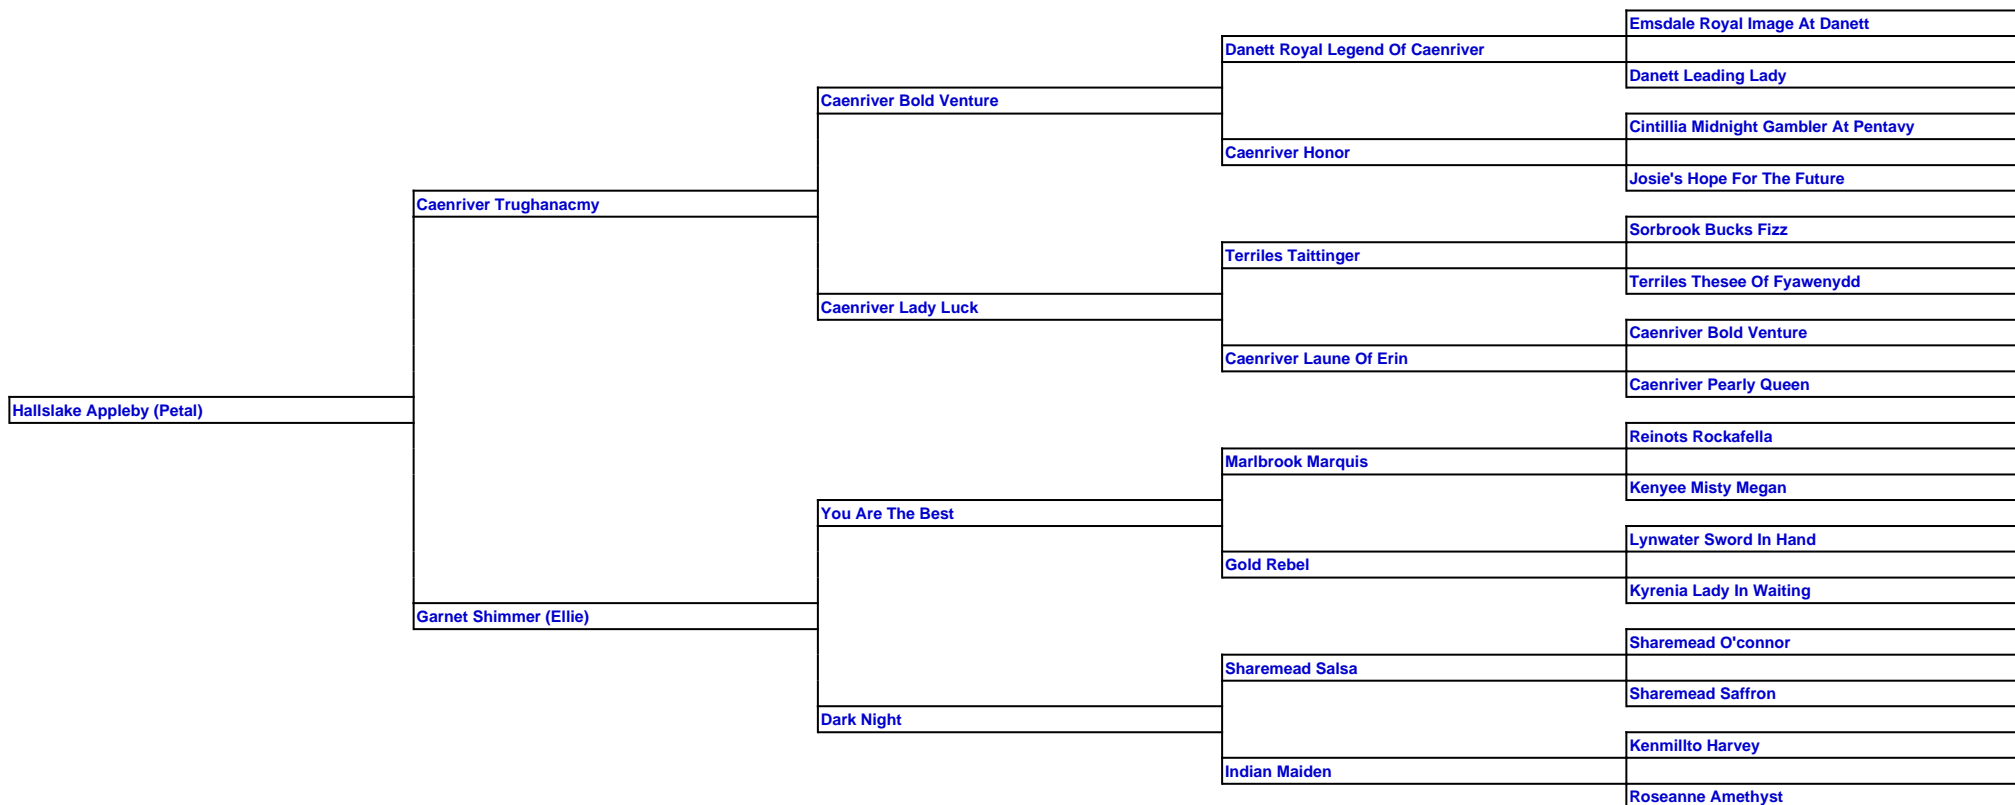 Emsdale Royal Image At Danett
Danett Royal Legend Of Caenriver
Danett Leading Lady
Caenriver Bold Venture
Cintillia Midnight Gambler At Pentavy
Caenriver Honor
Josie's Hope For The Future
Caenriver Trughanacmy
Sorbrook Bucks Fizz
Terriles Taittinger
Terriles Thesee Of Fyawenydd
Caenriver Lady Luck
Caenriver Bold Venture
Caenriver Laune Of Erin
Caenriver Pearly Queen
Hallslake Appleby (Petal)
Reinots Rockafella
Marlbrook Marquis
Kenyee Misty Megan
You Are The Best
Lynwater Sword In Hand
Gold Rebel
Kyrenia Lady In Waiting
Garnet Shimmer (Ellie)
Sharemead O'connor
Sharemead Salsa
Sharemead Saffron
Dark Night
Kenmillto Harvey
Indian Maiden
Roseanne Amethyst